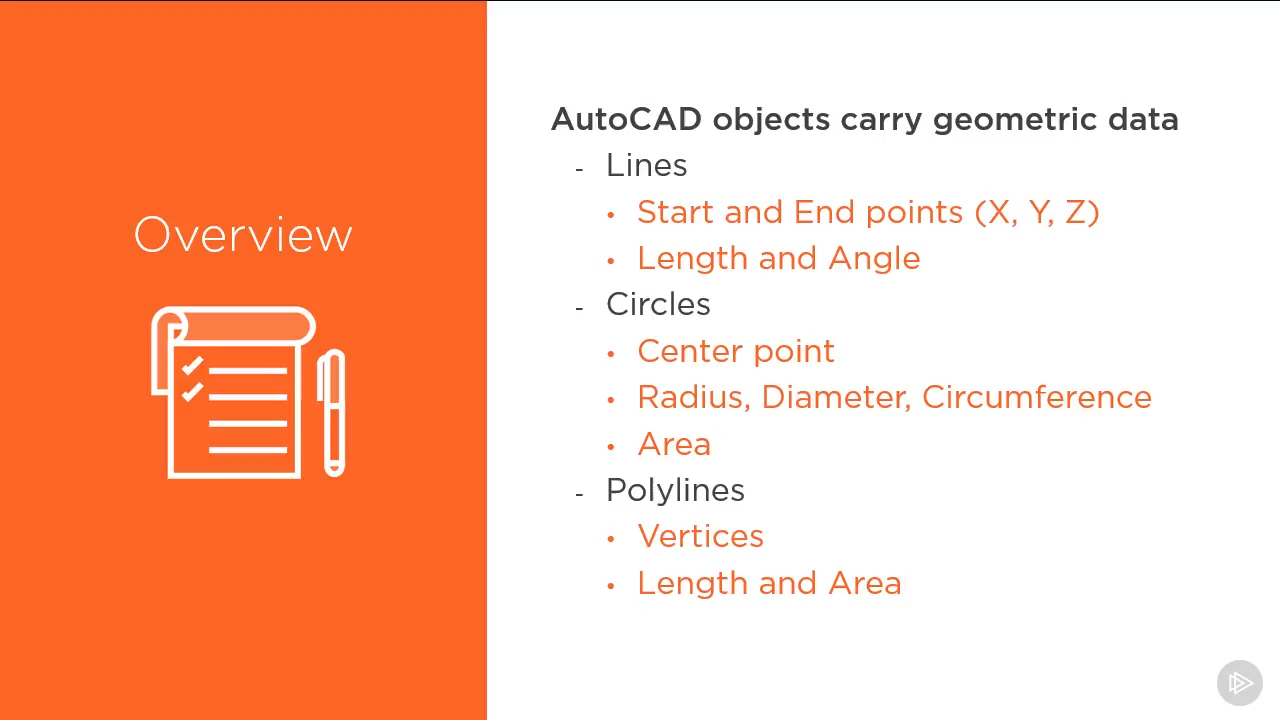 Overview
AutoCAD objects carry geometric data
- Lines
• Start and End points (X, Y, Z)
• Length and Angle
- Circles
• Center point
• Radius, Diameter, Circumference
• Area
- Polylines
• Vertices
• Length and Area